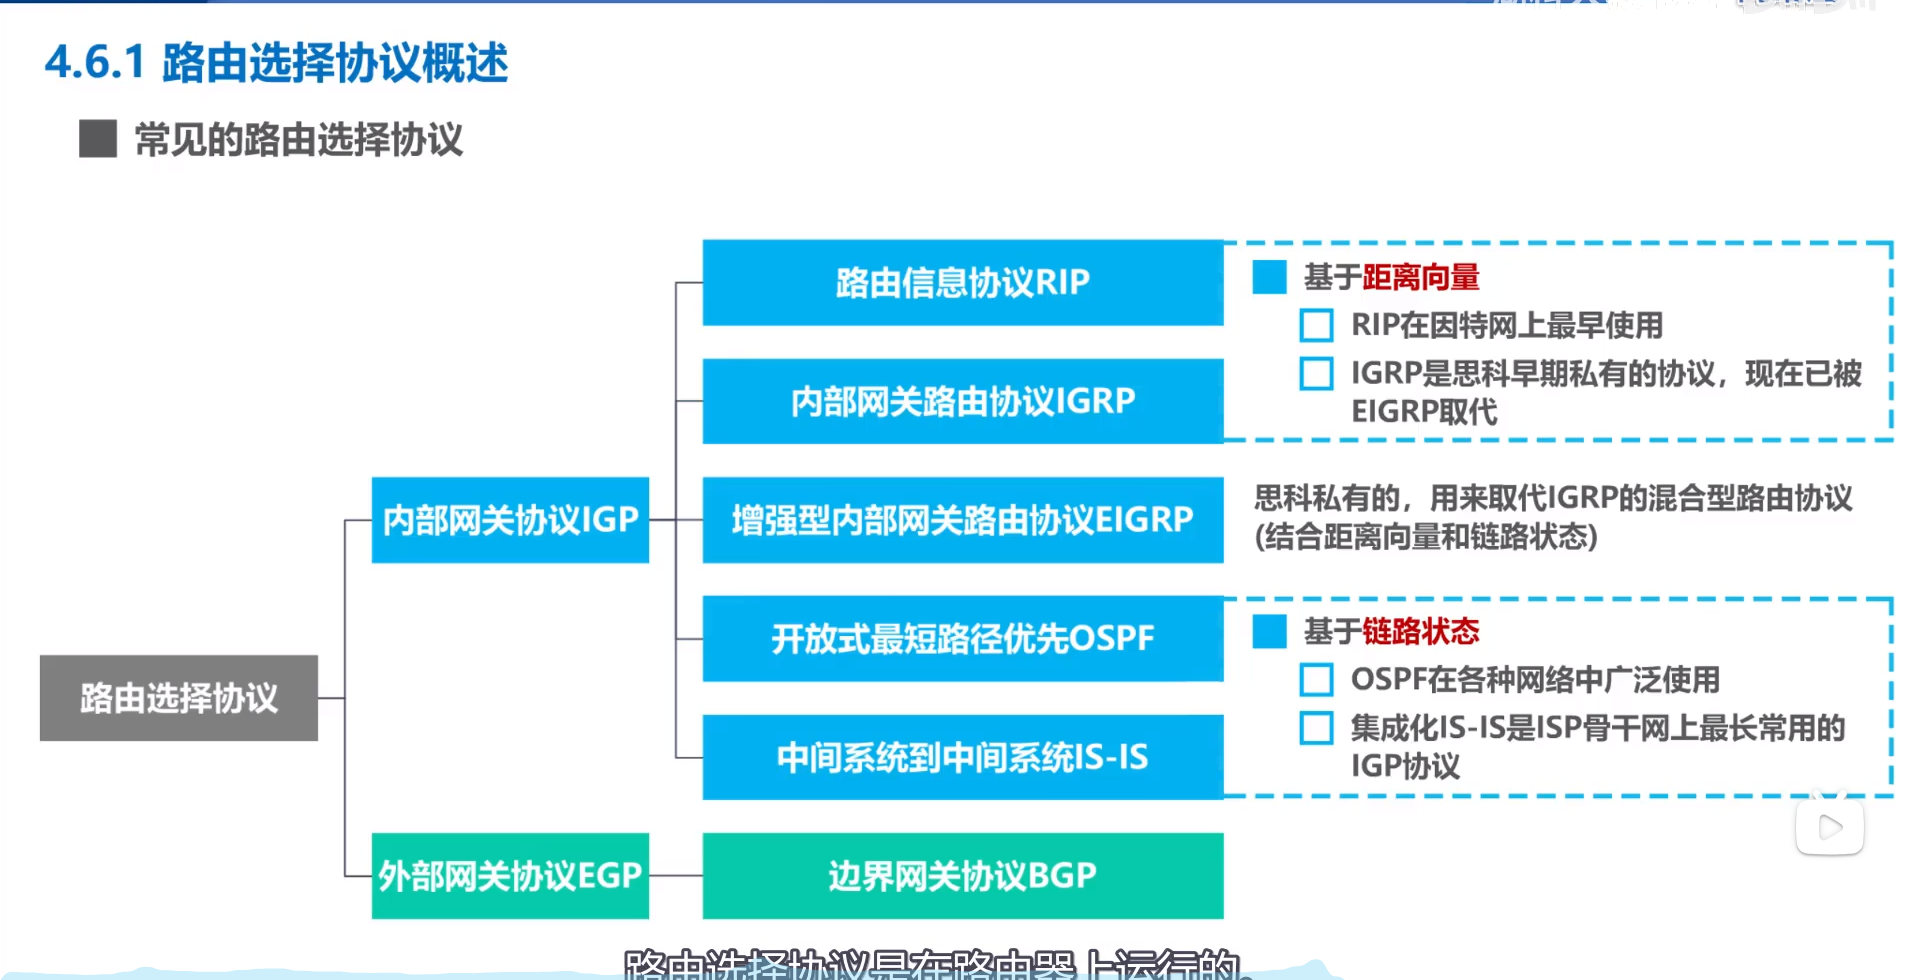 4.6.1 路由选择协议概述
常见的路由选择协议
路由信息协议RIP
基于距离向量
RIP在因特网上最早使用
内部网关路由协议IGRP
IGRP是思科早期私有的协议，现在已被
EIGRP取代
内部网关协议IGP
增强型内部网关路由协议EIGRP
思科私有的，用来取代IGRP的混合型路由协议
(结合距离向量和链路状态)
开放式最短路径优先OSPF
基于链路状态
OSPF在各种网络中广泛使用
路由选择协议
中间系统到中间系统IS-IS
集成化IS-IS是ISP骨干网上最长常用的
IGP协议
外部网关协议EGP
边界网关协议BGP
路由选择协议是在路由器上运行的。